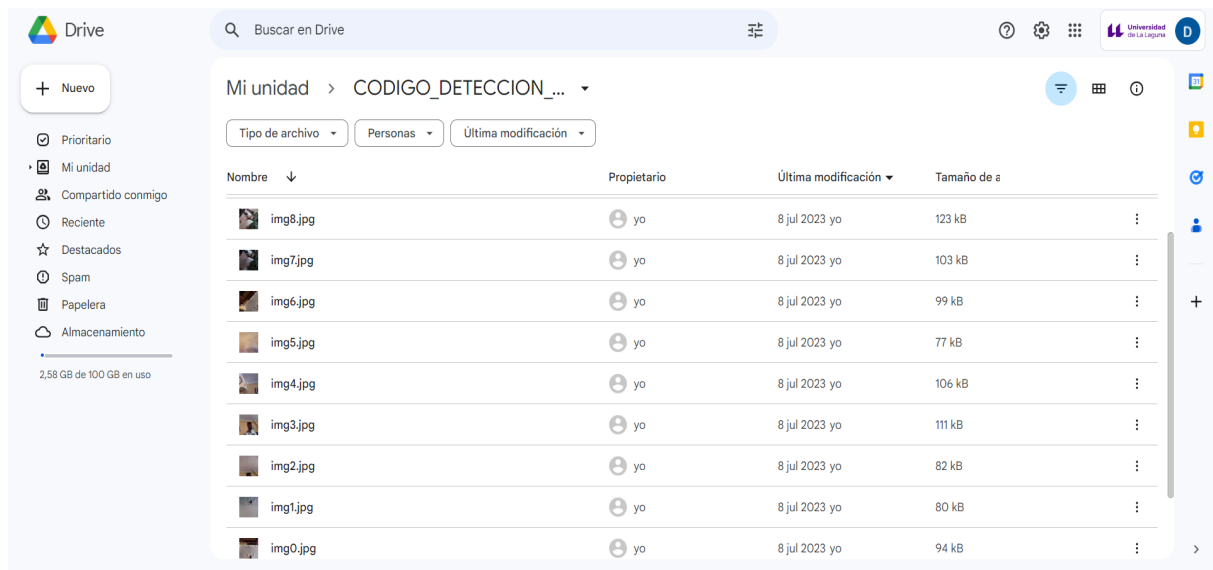 Drive
Buscar en Drive
Universidad
de La Laguna
D
Nuevo
Mi unidad > CODIGO_DETECCION_...
31
Tipo de archivo
Personas
Última modificación
Prioritario
Mi unidad
Compartido conmigo
Reciente
Destacados
Spam
Papelera
Almacenamiento
2,58 GB de 100 GB en uso
Nombre Propietario Última modificación Tamaño de a
img8.jpg yo 8 jul 2023 yo 123 kB
img7.jpg yo 8 jul 2023 yo 103 kB
img6.jpg yo 8 jul 2023 yo 99 kB
img5.jpg yo 8 jul 2023 yo 77 kB
img4.jpg yo 8 jul 2023 yo 106 kB
img3.jpg yo 8 jul 2023 yo 111 kB
img2.jpg yo 8 jul 2023 yo 82 kB
img1.jpg yo 8 jul 2023 yo 80 kB
img0.jpg yo 8 jul 2023 yo 94 kB